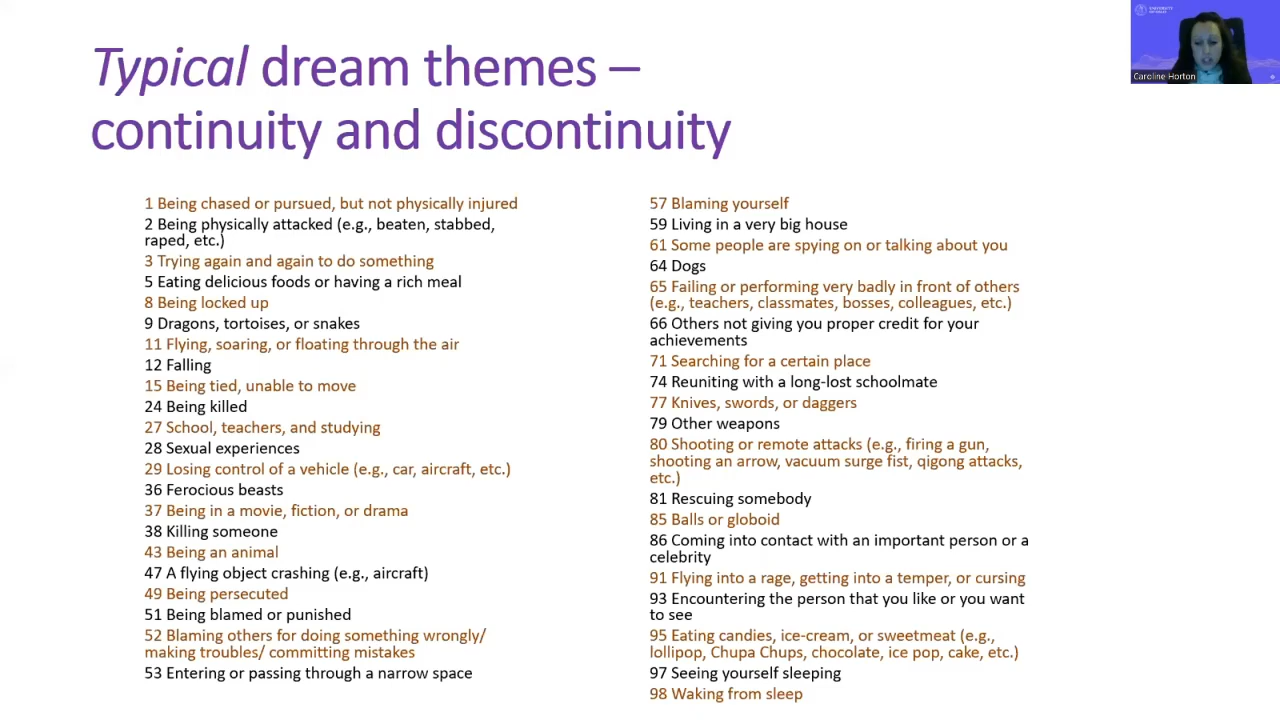 Typical dream themes –
continuity and discontinuity
1 Being chased or pursued, but not physically injured
2 Being physically attacked (e.g., beaten, stabbed,
raped, etc.)
3 Trying again and again to do something
5 Eating delicious foods or having a rich meal
8 Being locked up
9 Dragons, tortoises, or snakes
11 Flying, soaring, or floating through the air
12 Falling
15 Being tied, unable to move
24 Being killed
27 School, teachers, and studying
28 Sexual experiences
29 Losing control of a vehicle (e.g., car, aircraft, etc.)
36 Ferocious beasts
37 Being in a movie, fiction, or drama
38 Killing someone
43 Being an animal
47 A flying object crashing (e.g., aircraft)
49 Being persecuted
51 Being blamed or punished
52 Blaming others for doing something wrongly/
making troubles/ committing mistakes
53 Entering or passing through a narrow space
57 Blaming yourself
59 Living in a very big house
61 Some people are spying on or talking about you
64 Dogs
65 Failing or performing very badly in front of others
(e.g., teachers, classmates, bosses, colleagues, etc.)
66 Others not giving you proper credit for your
achievements
71 Searching for a certain place
74 Reuniting with a long-lost schoolmate
77 Knives, swords, or daggers
79 Other weapons
80 Shooting or remote attacks (e.g., firing a gun,
shooting an arrow, vacuum surge fist, qigong attacks,
etc.)
81 Rescuing somebody
85 Balls or globoid
86 Coming into contact with an important person or a
celebrity
91 Flying into a rage, getting into a temper, or cursing
93 Encountering the person that you like or you want
to see
95 Eating candies, ice-cream, or sweetmeat (e.g.,
lollipop, Chupa Chups, chocolate, ice pop, cake, etc.)
97 Seeing yourself sleeping
98 Waking from sleep
UNIVERSITY
Caroline Horton